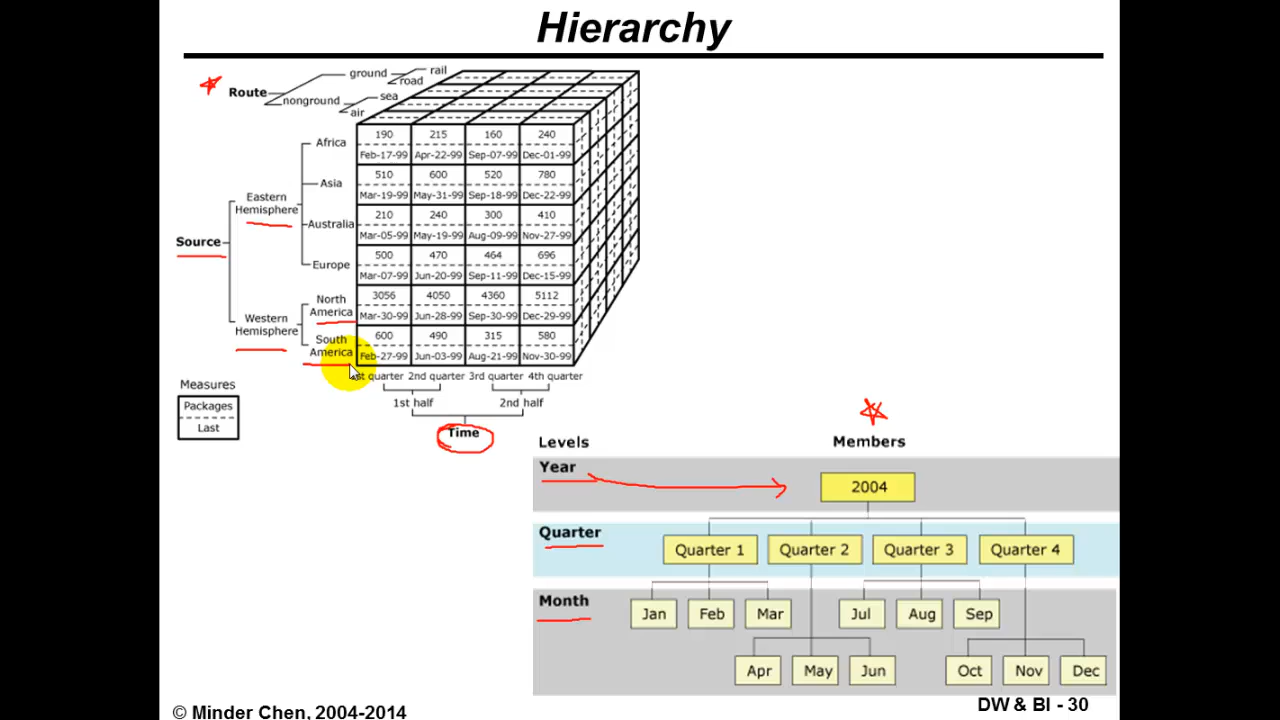 Hierarchy
Route
ground
rail
road
nonground
sea
air
Source
Eastern
Hemisphere
Western
Hemisphere
Africa
190 215 160 240
Feb-17-99 Apr-22-99 Sep-07-99 Dec-01-99
Asia
510 600 520 780
Mar-19-99 May-31-99 Sep-18-99 Dec-22-99
Australia
210 240 300 410
Mar-05-99 May-19-99 Aug-09-99 Nov-27-99
Europe
500 470 464 696
Mar-07-99 Jun-20-99 Sep-11-99 Dec-15-99
North
America
3056 4050 4360 5112
Mar-30-99 Jun-28-99 Sep-30-99 Dec-29-99
South
America
600 490 315 580
Feb-27-99 Jun-03-99 Aug-21-99 Nov-30-99
quarter 2nd quarter 3rd quarter 4th quarter
1st half 2nd half
Time
Measures
Packages
Last
Levels Members
Year 2004
Quarter Quarter 1 Quarter 2 Quarter 3 Quarter 4
Month Jan Feb Mar Jul Aug Sep
Apr May Jun Oct Nov Dec
© Minder Chen, 2004-2014
DW & BI - 30